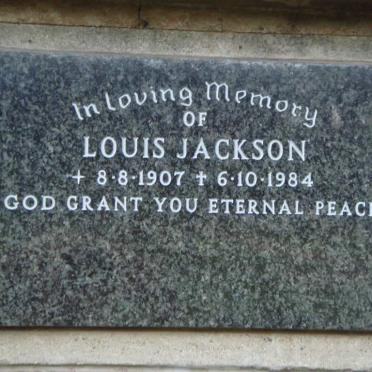 In Loving Memory
OF
LOUIS JACKSON
+ 8·8·1907 ✝ 6·10·1984
GOD GRANT YOU ETERNAL PEAC